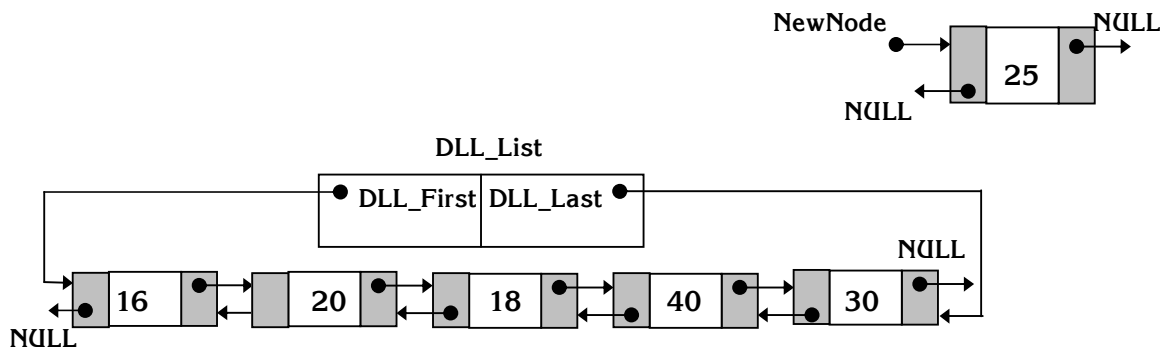 NewNode
NULL
25
NULL
DLL_List
DLL_First DLL_Last
NULL
16 20 18 40 30
NULL